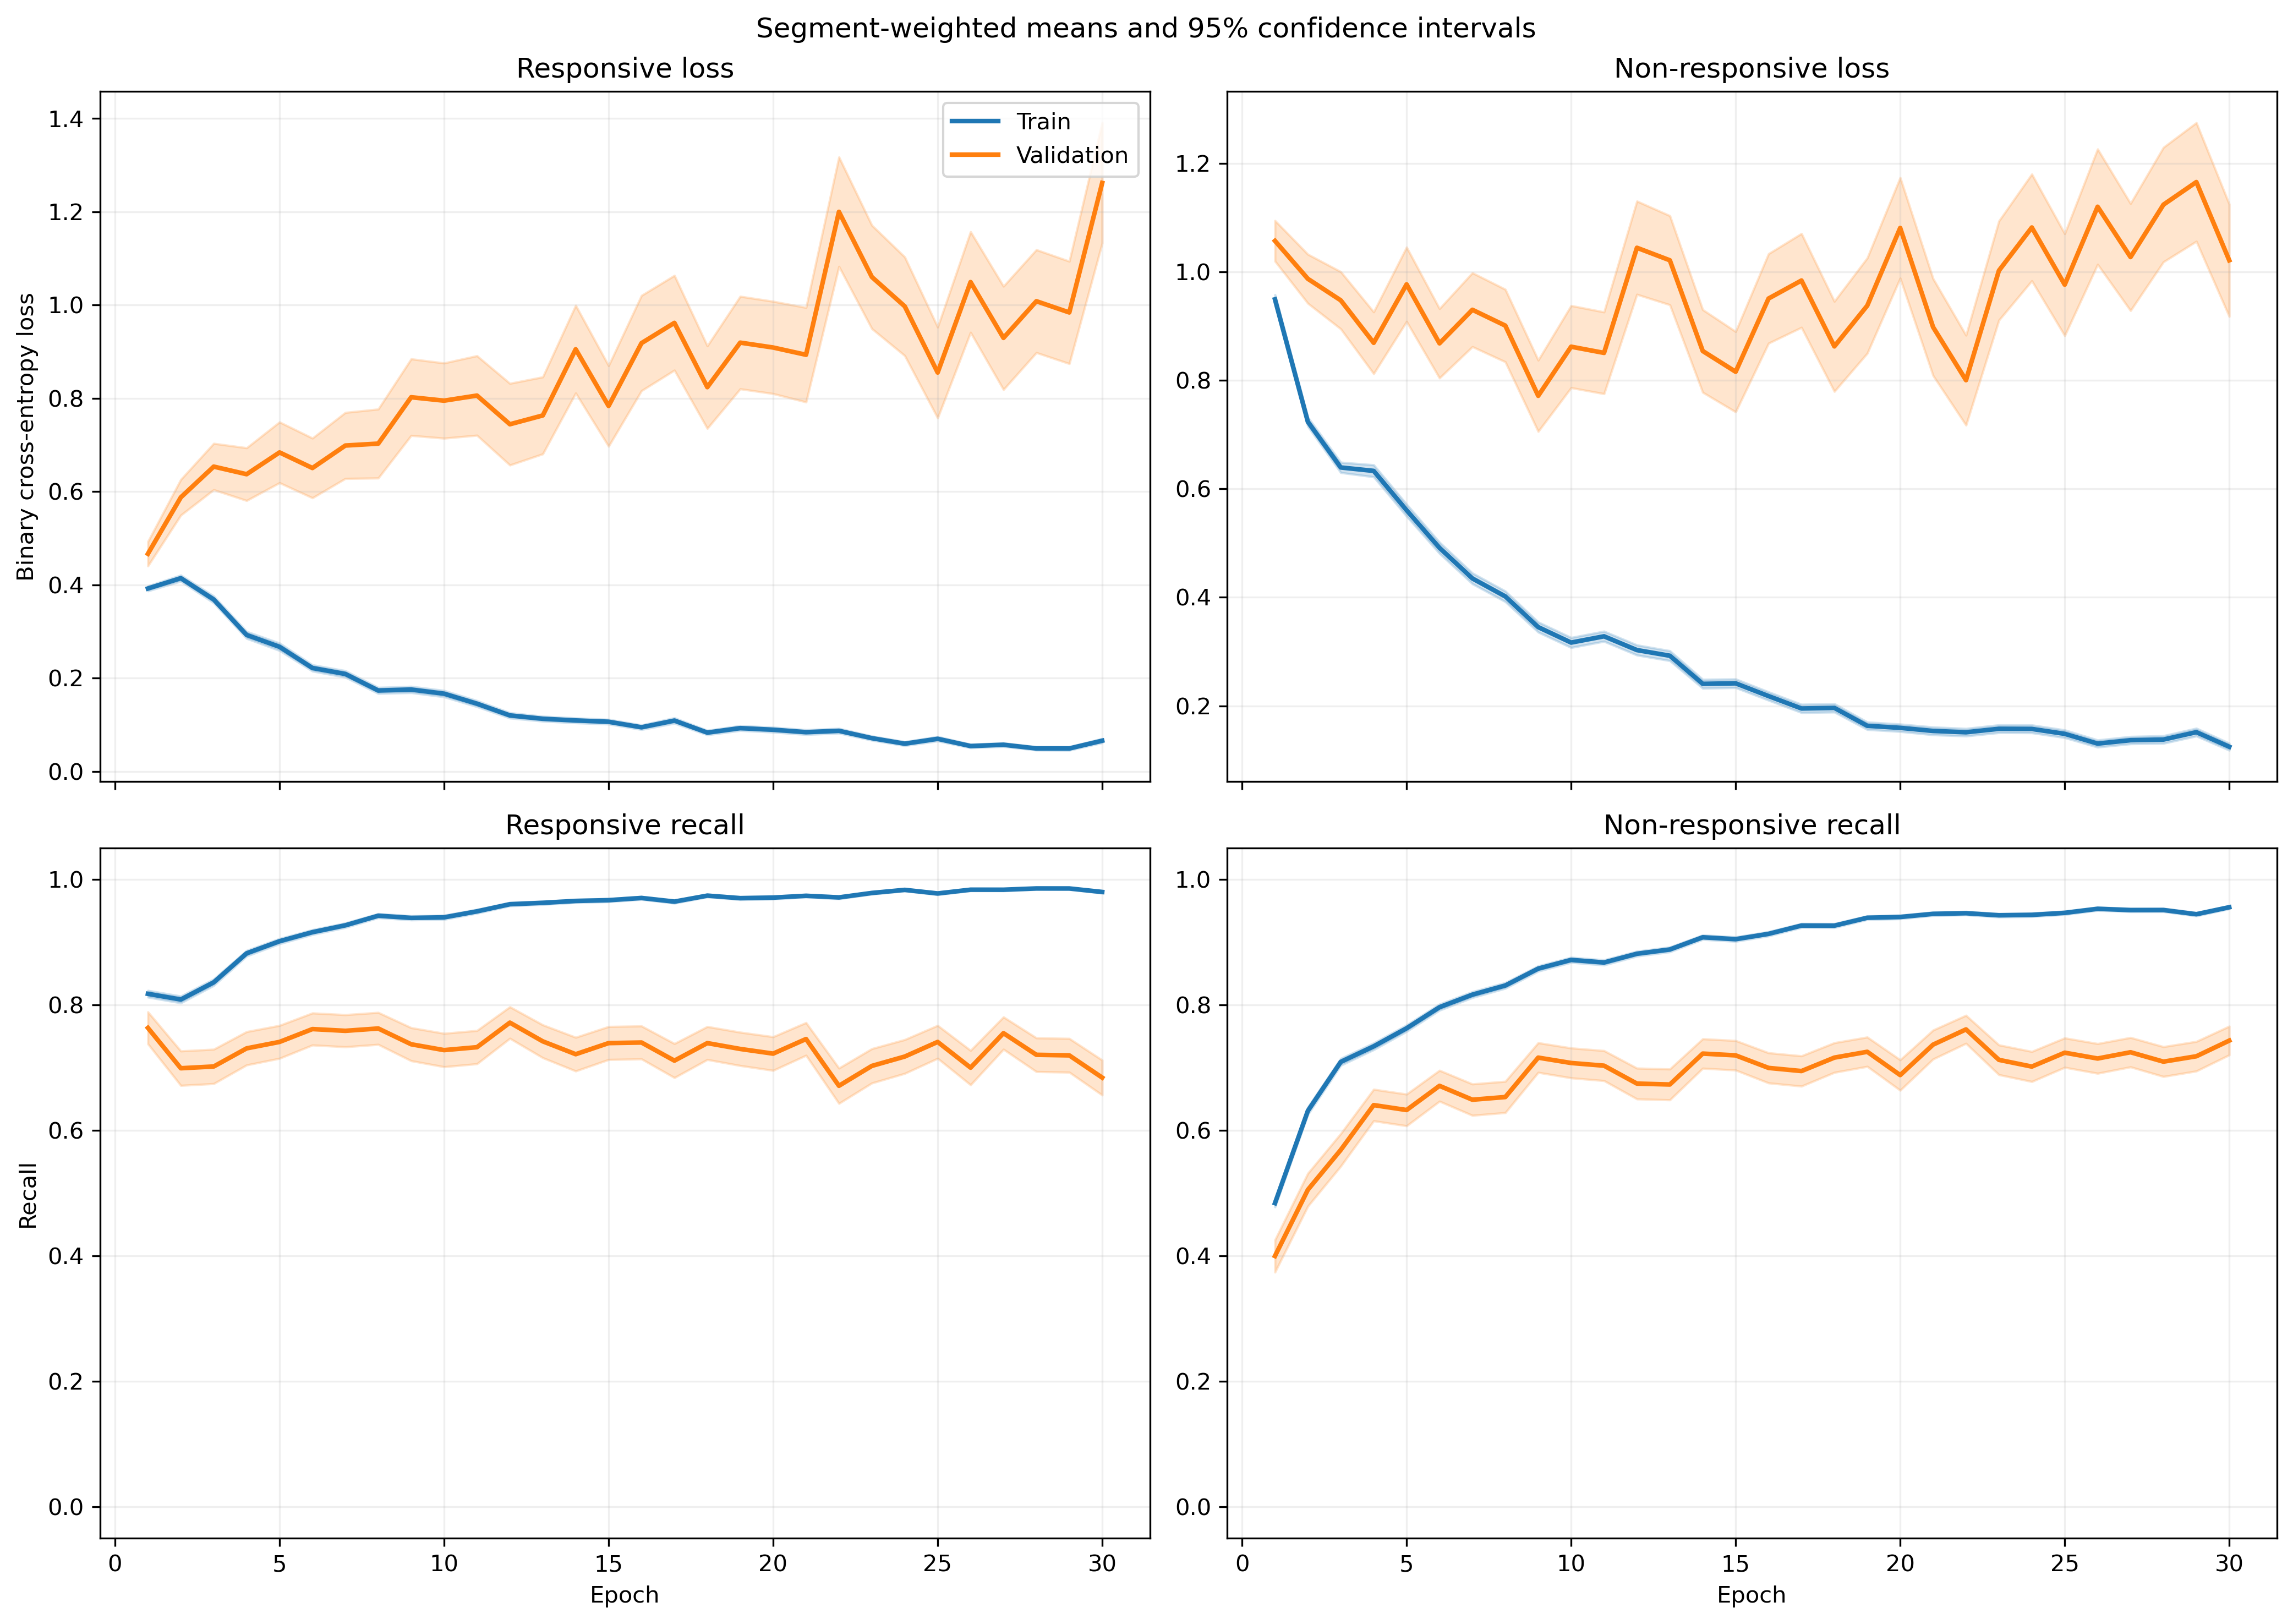 Segment-weighted means and 95% confidence intervals
Responsive loss
Non-responsive loss
Binary cross-entropy loss
1.4
1.2
1.0
0.8
0.6
0.4
0.2
0.0
Train
Validation
1.2
1.0
0.8
0.6
0.4
0.2
Responsive recall
Non-responsive recall
Recall
1.0
0.8
0.6
0.4
0.2
0.0
0 5 10 15 20 25 30
Epoch
1.0
0.8
0.6
0.4
0.2
0.0
0 5 10 15 20 25 30
Epoch